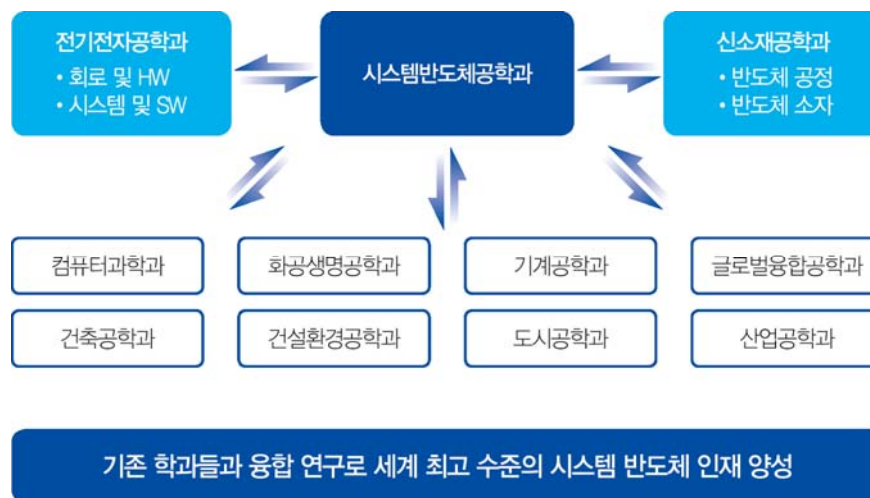 전기전자공학과
• 회로 및 HW
• 시스템 및 SW
시스템반도체공학과
신소재공학과
• 반도체 공정
• 반도체 소자
컴퓨터과학과
화공생명공학과
기계공학과
글로벌융합공학과
건축공학과
건설환경공학과
도시공학과
산업공학과
기존 학과들과 융합 연구로 세계 최고 수준의 시스템 반도체 인재 양성